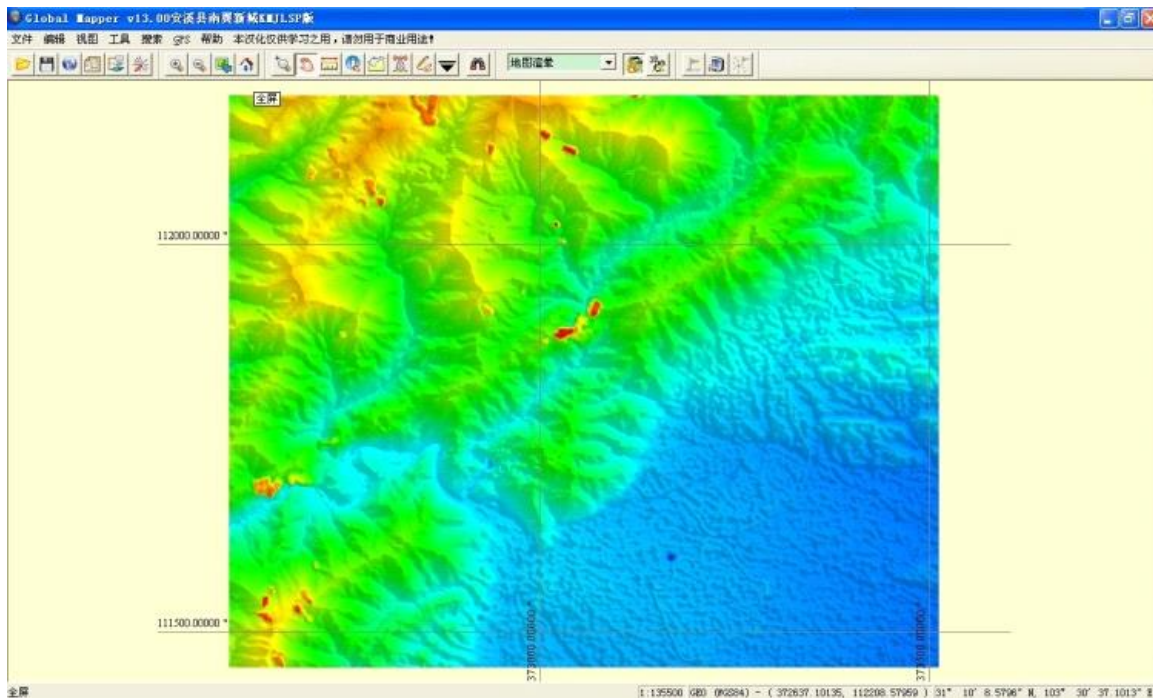 Global Mapper v13.00安溪县南翼新城KMJLSP版
文件 编辑 视图 工具 搜索 GPS 帮助 本汉化仅供学习之用，请勿用于商业用法！
地图渲晕
全屏
112000.00000 °
111500.00000 °
373000.00000 °
373500.00000 °
全屏
1:135500 GEO (WGS84) - ( 372637.10135, 112208.57959 ) 31° 10' 8.5796" N, 103° 30' 37.1013" E